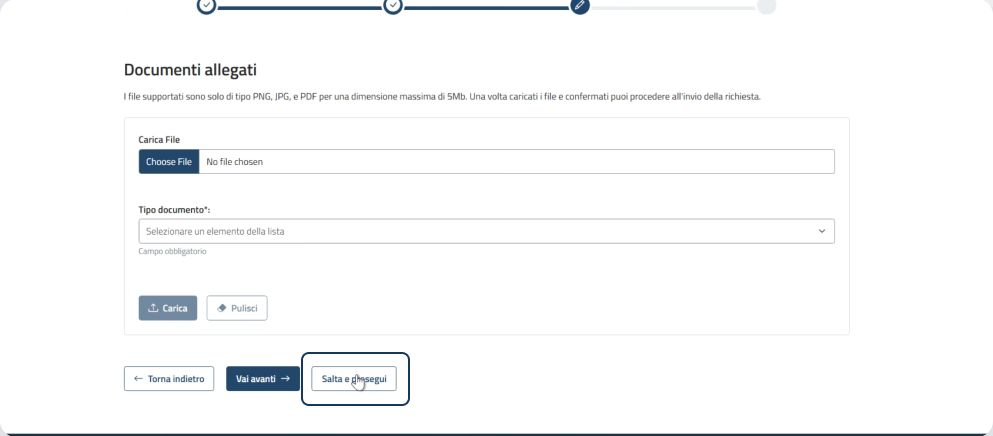 Documenti allegati
I file supportati sono solo di tipo PNG, JPG, e PDF per una dimensione massima di 5Mb. Una volta caricati i file e confermati puoi procedere all'invio della richiesta.
Carica File
Choose File No file chosen
Tipo documento*:
Selezionare un elemento della lista
Campo obbligatorio
Carica Pulisci
← Torna indietro Vai avanti → Salta e prosegui